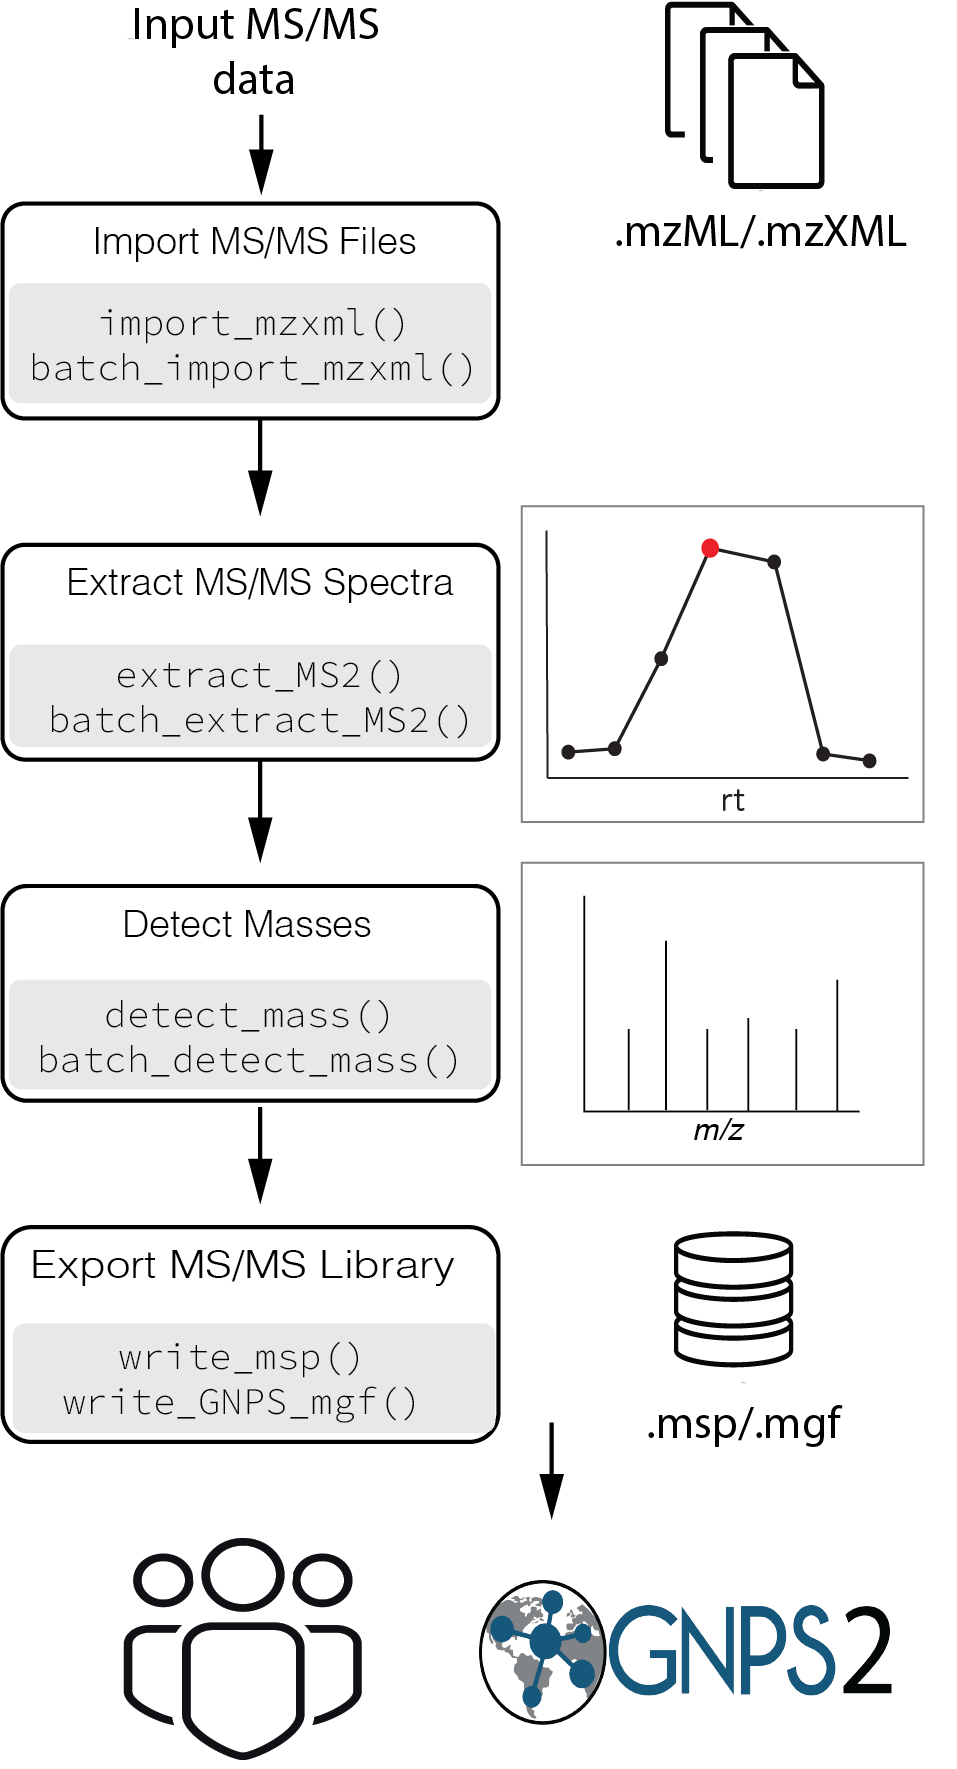 Input MS/MS
data
.mzML/.mzXML
Import MS/MS Files
import_mzxml()
batch_import_mzxml()
Extract MS/MS Spectra
extract_MS2()
batch_extract_MS2()
rt
Detect Masses
detect_mass()
batch_detect_mass()
m/z
Export MS/MS Library
write_msp()
write_GNPS_mgf()
.msp/.mgf
GNPS2